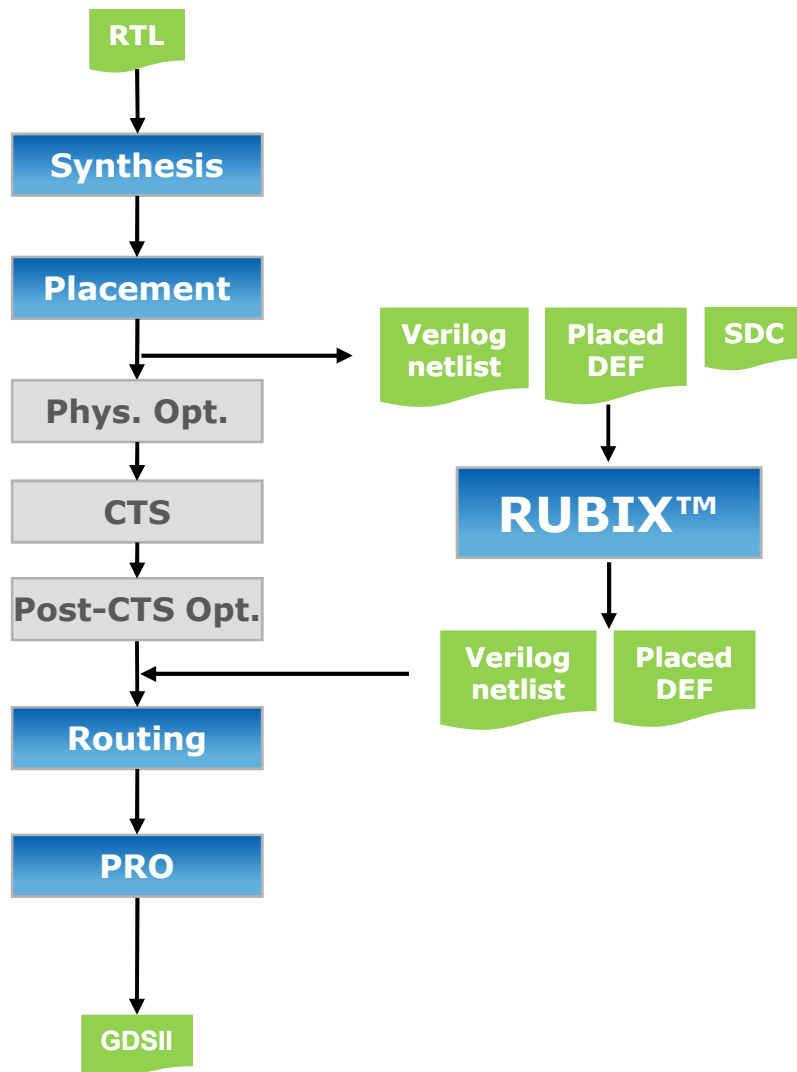 RTL
Synthesis
Placement
Verilog
netlist
Placed
DEF
SDC
Phys. Opt.
CTS
RUBIX™
Post-CTS Opt.
Verilog
netlist
Placed
DEF
Routing
PRO
GDSII